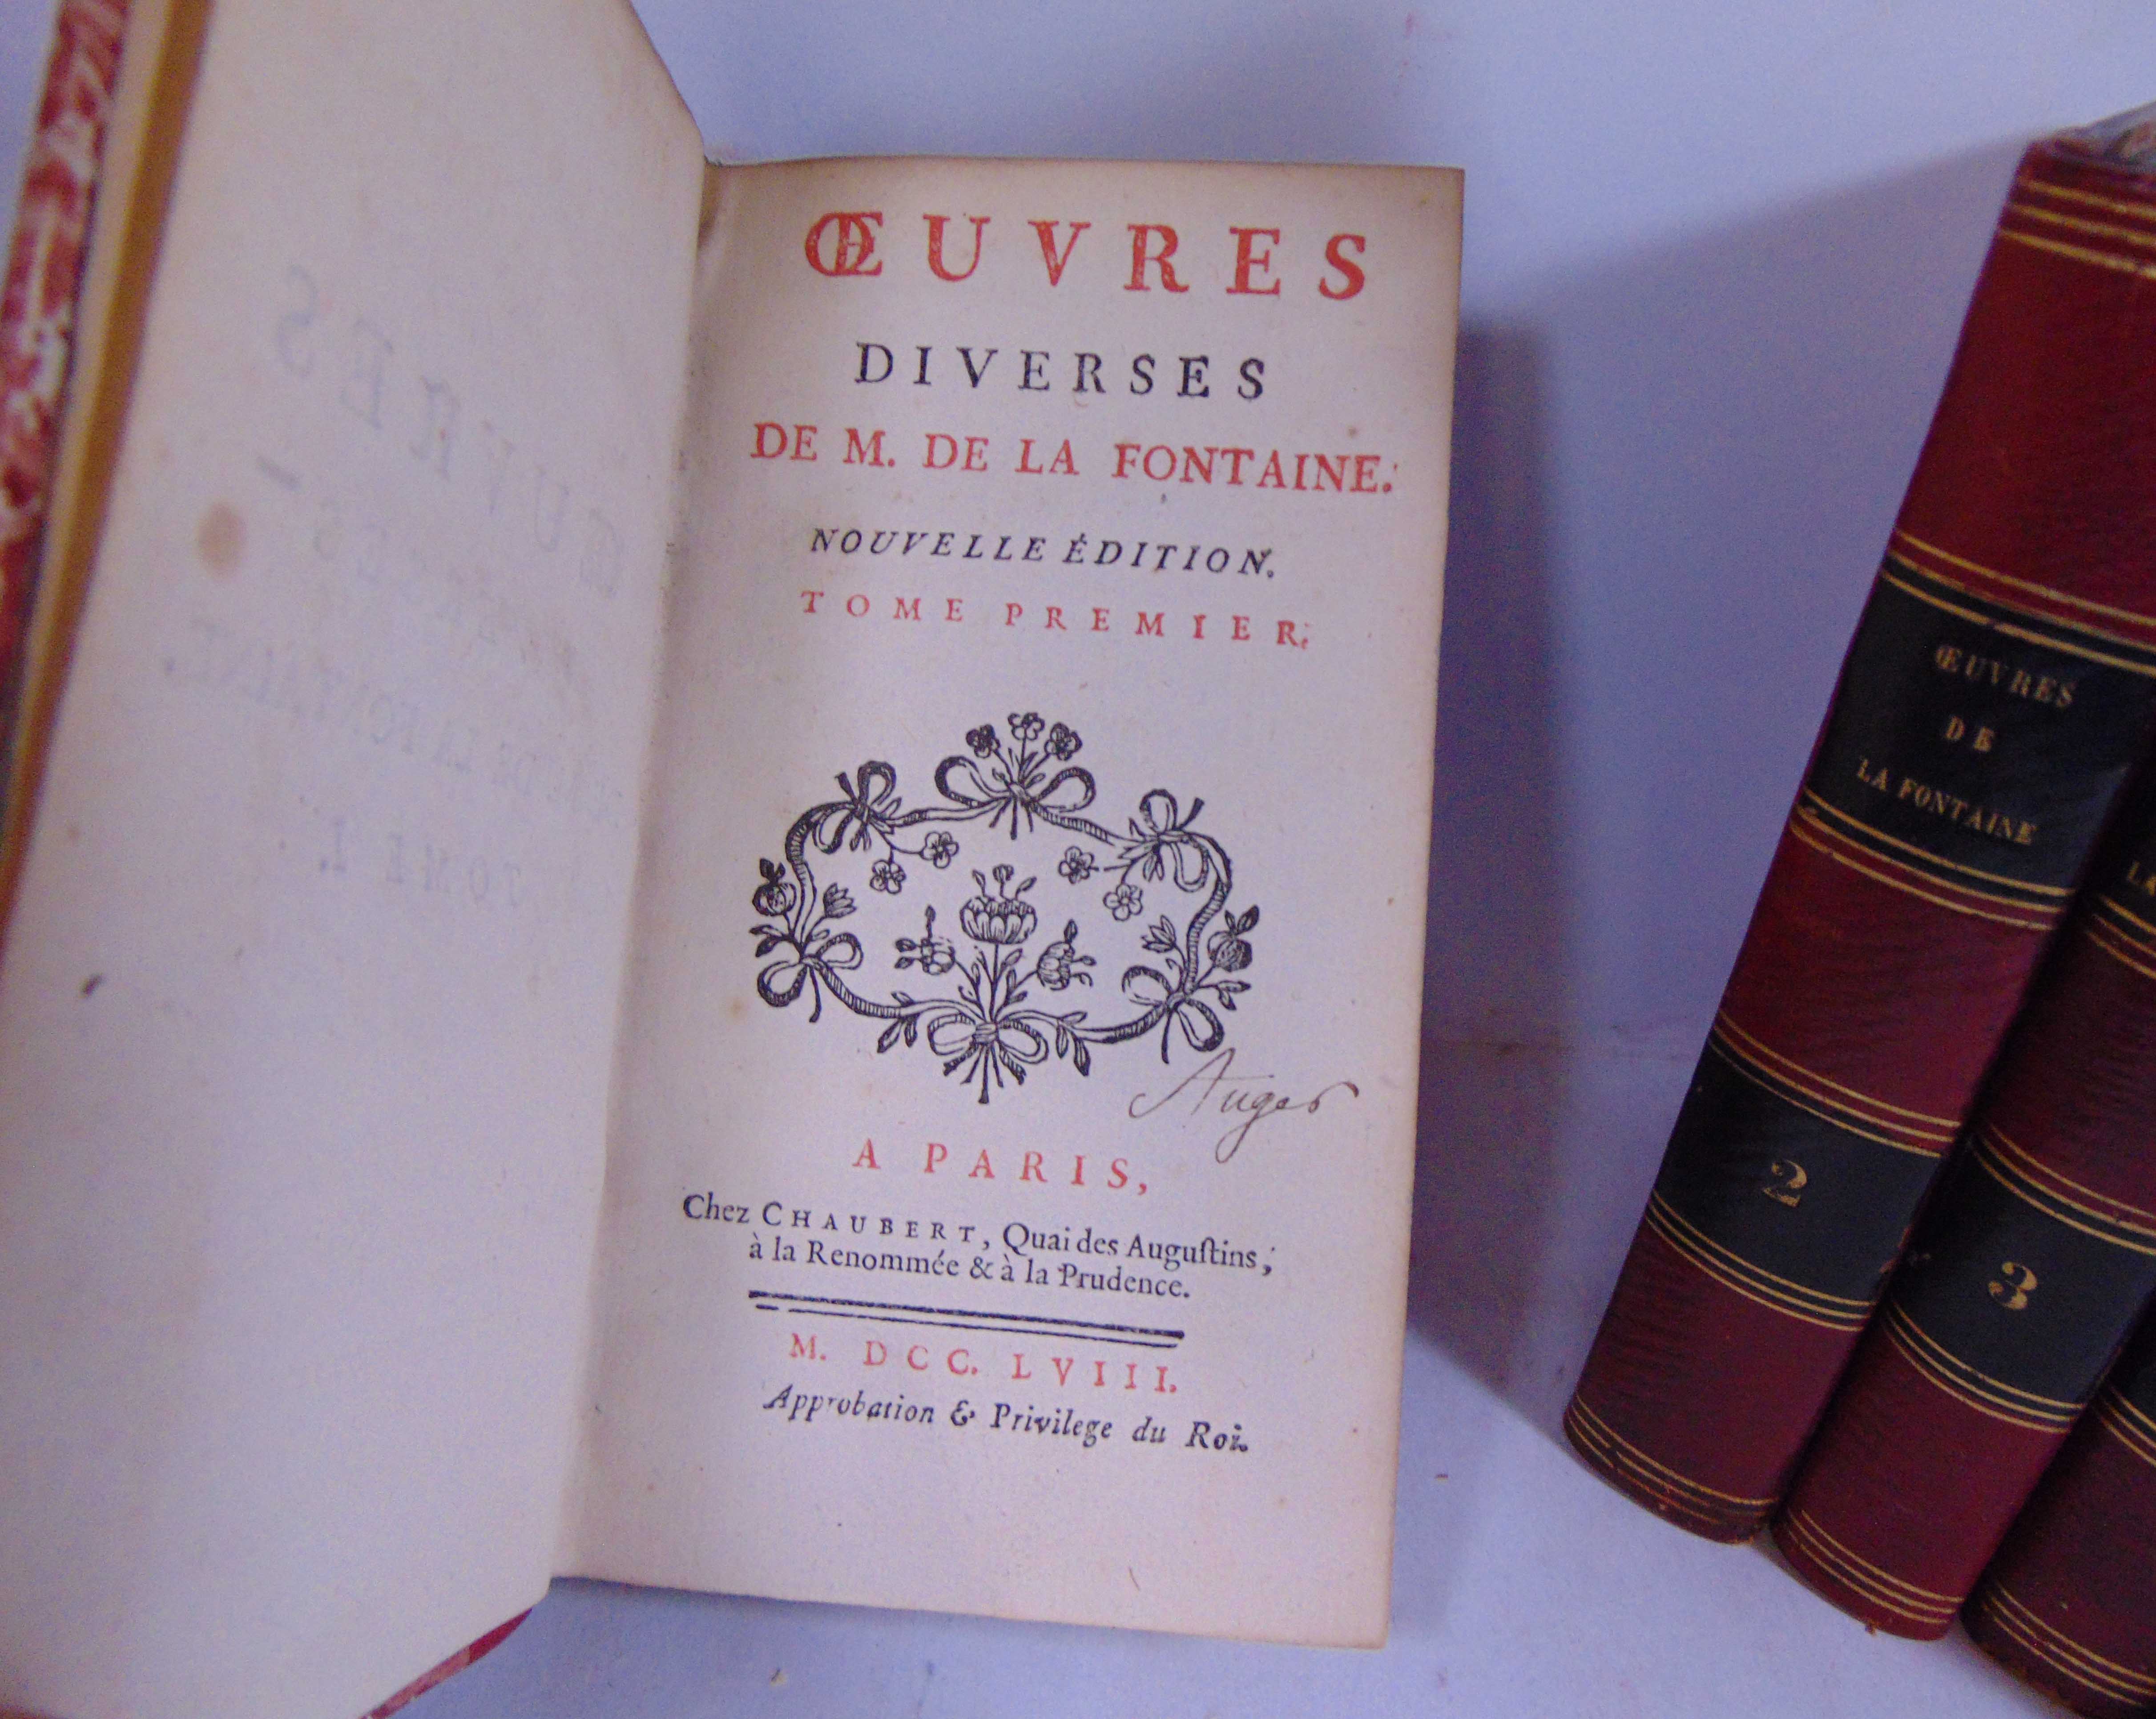 ŒUVRES
DIVERSES
DE M. DE LA FONTAINE.
NOUVELLE ÉDITION.
TOME PREMIER.
Auger
A PARIS,
Chez CHAUBERT, Quai des Auguſtins,
à la Renommée & à la Prudence.
M. DCC. LVIII.
Approbation & Privilege du Roi.
ŒUVRES
DE
LA FONTAINE
2
3